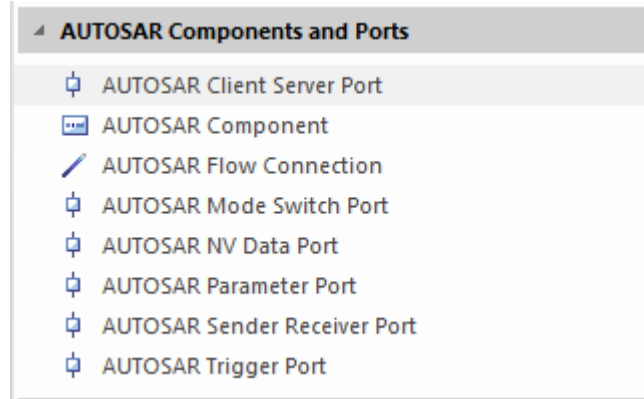 AUTOSAR Components and Ports
AUTOSAR Client Server Port
AUTOSAR Component
AUTOSAR Flow Connection
AUTOSAR Mode Switch Port
AUTOSAR NV Data Port
AUTOSAR Parameter Port
AUTOSAR Sender Receiver Port
AUTOSAR Trigger Port